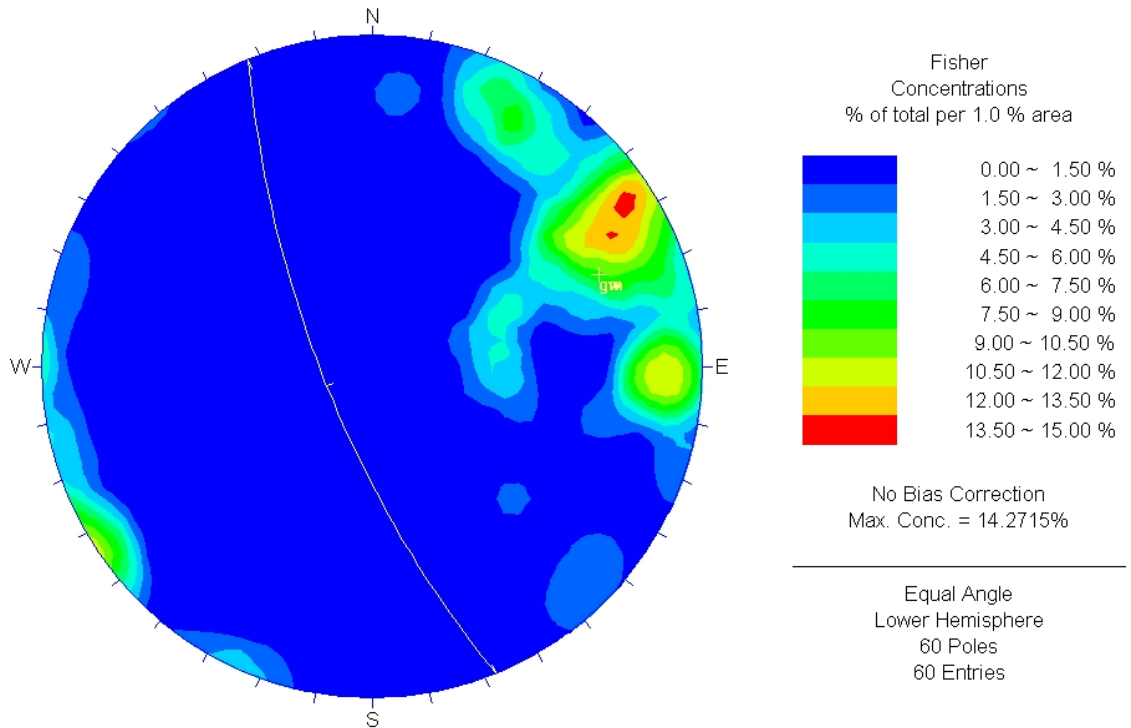 N
W
E
S
Fisher
Concentrations
% of total per 1.0 % area
0.00 ~ 1.50 %
1.50 ~ 3.00 %
3.00 ~ 4.50 %
4.50 ~ 6.00 %
6.00 ~ 7.50 %
7.50 ~ 9.00 %
9.00 ~ 10.50 %
10.50 ~ 12.00 %
12.00 ~ 13.50 %
13.50 ~ 15.00 %
No Bias Correction
Max. Conc. = 14.2715%
Equal Angle
Lower Hemisphere
60 Poles
60 Entries